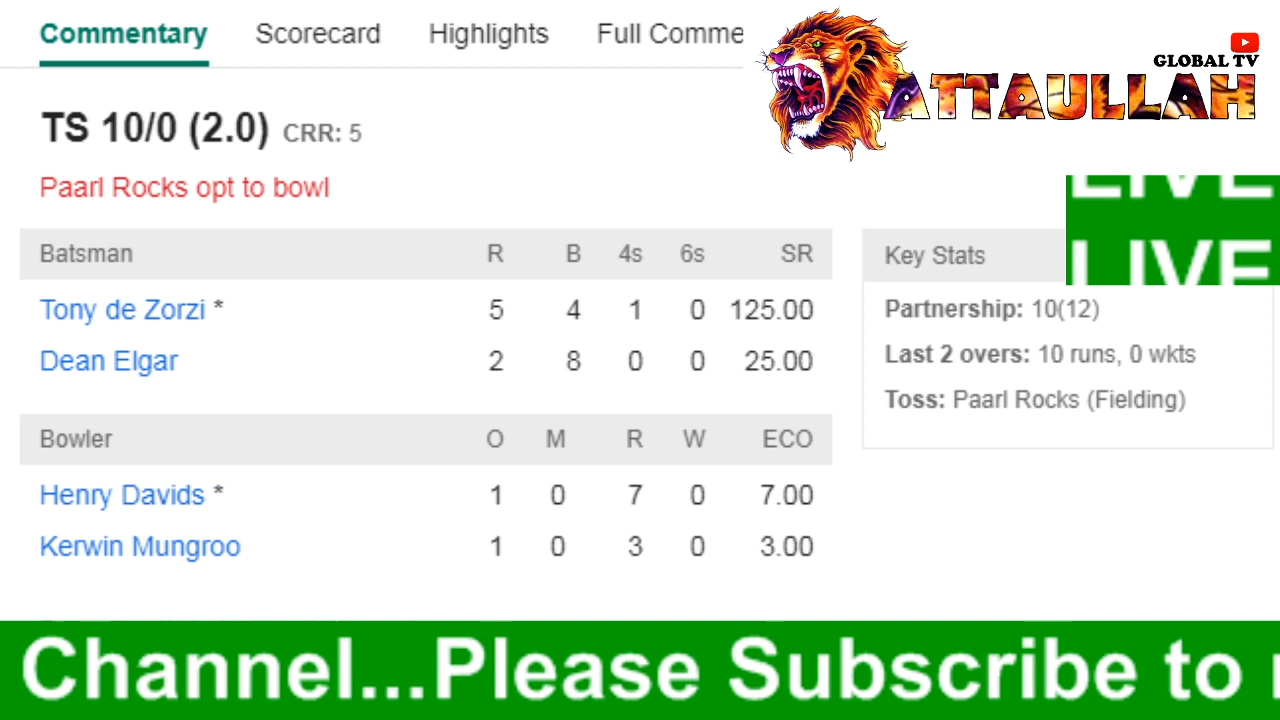 Commentary Scorecard Highlights Full Comme
GLOBAL TV
ATTAULLAH
TS 10/0 (2.0) CRR: 5
Paarl Rocks opt to bowl
LIVE
LIVE
Batsman R B 4s 6s SR
Tony de Zorzi * 5 4 1 0 125.00
Dean Elgar 2 8 0 0 25.00
Bowler O M R W ECO
Henry Davids * 1 0 7 0 7.00
Kerwin Mungroo 1 0 3 0 3.00
Key Stats
Partnership: 10(12)
Last 2 overs: 10 runs, 0 wkts
Toss: Paarl Rocks (Fielding)
Channel...Please Subscribe to